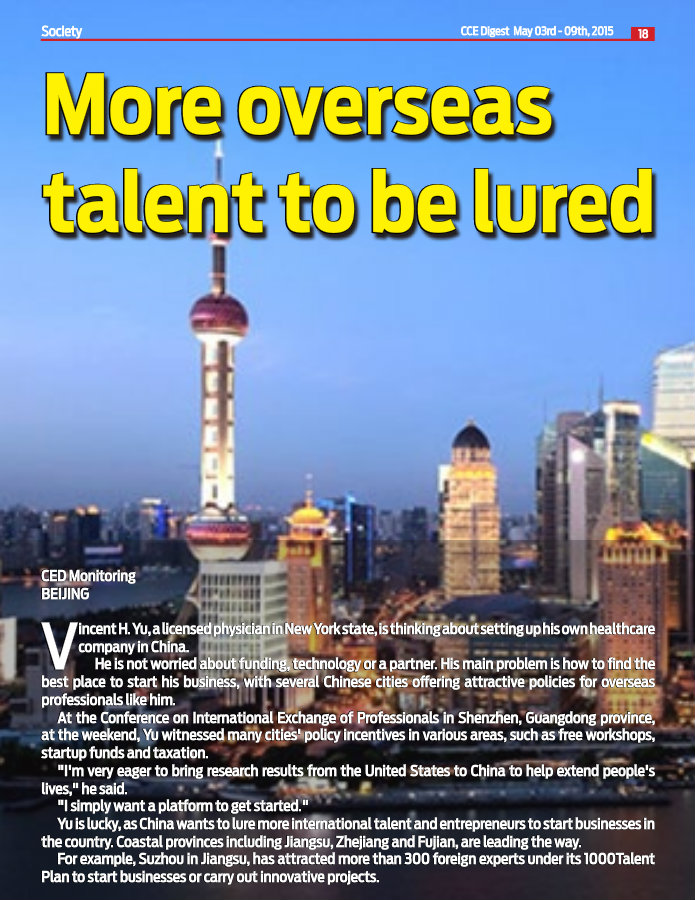 Society
CCE Digest May 03rd - 09th, 2015
18
More overseas
talent to be lured
CED Monitoring
BEIJING
Vincent H. Yu, a licensed physician in New York state, is thinking about setting up his own healthcare
company in China.
He is not worried about funding, technology or a partner. His main problem is how to find the
best place to start his business, with several Chinese cities offering attractive policies for overseas
professionals like him.
At the Conference on International Exchange of Professionals in Shenzhen, Guangdong province,
at the weekend, Yu witnessed many cities' policy incentives in various areas, such as free workshops,
startup funds and taxation.
"I'm very eager to bring research results from the United States to China to help extend people's
lives," he said.
"I simply want a platform to get started."
Yu is lucky, as China wants to lure more international talent and entrepreneurs to start businesses in
the country. Coastal provinces including Jiangsu, Zhejiang and Fujian, are leading the way.
For example, Suzhou in Jiangsu, has attracted more than 300 foreign experts under its 1000Talent
Plan to start businesses or carry out innovative projects.